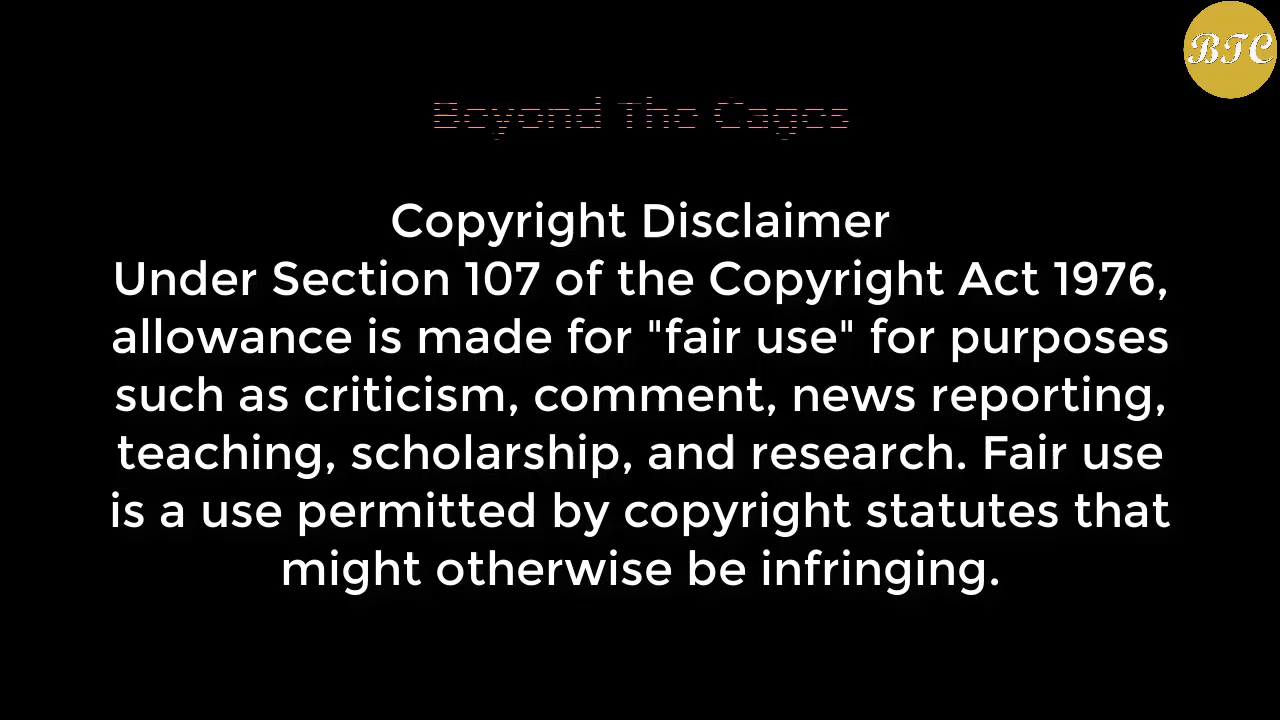 BTC
Beyond The Cages
Copyright Disclaimer
Under Section 107 of the Copyright Act 1976,
allowance is made for "fair use" for purposes
such as criticism, comment, news reporting,
teaching, scholarship, and research. Fair use
is a use permitted by copyright statutes that
might otherwise be infringing.